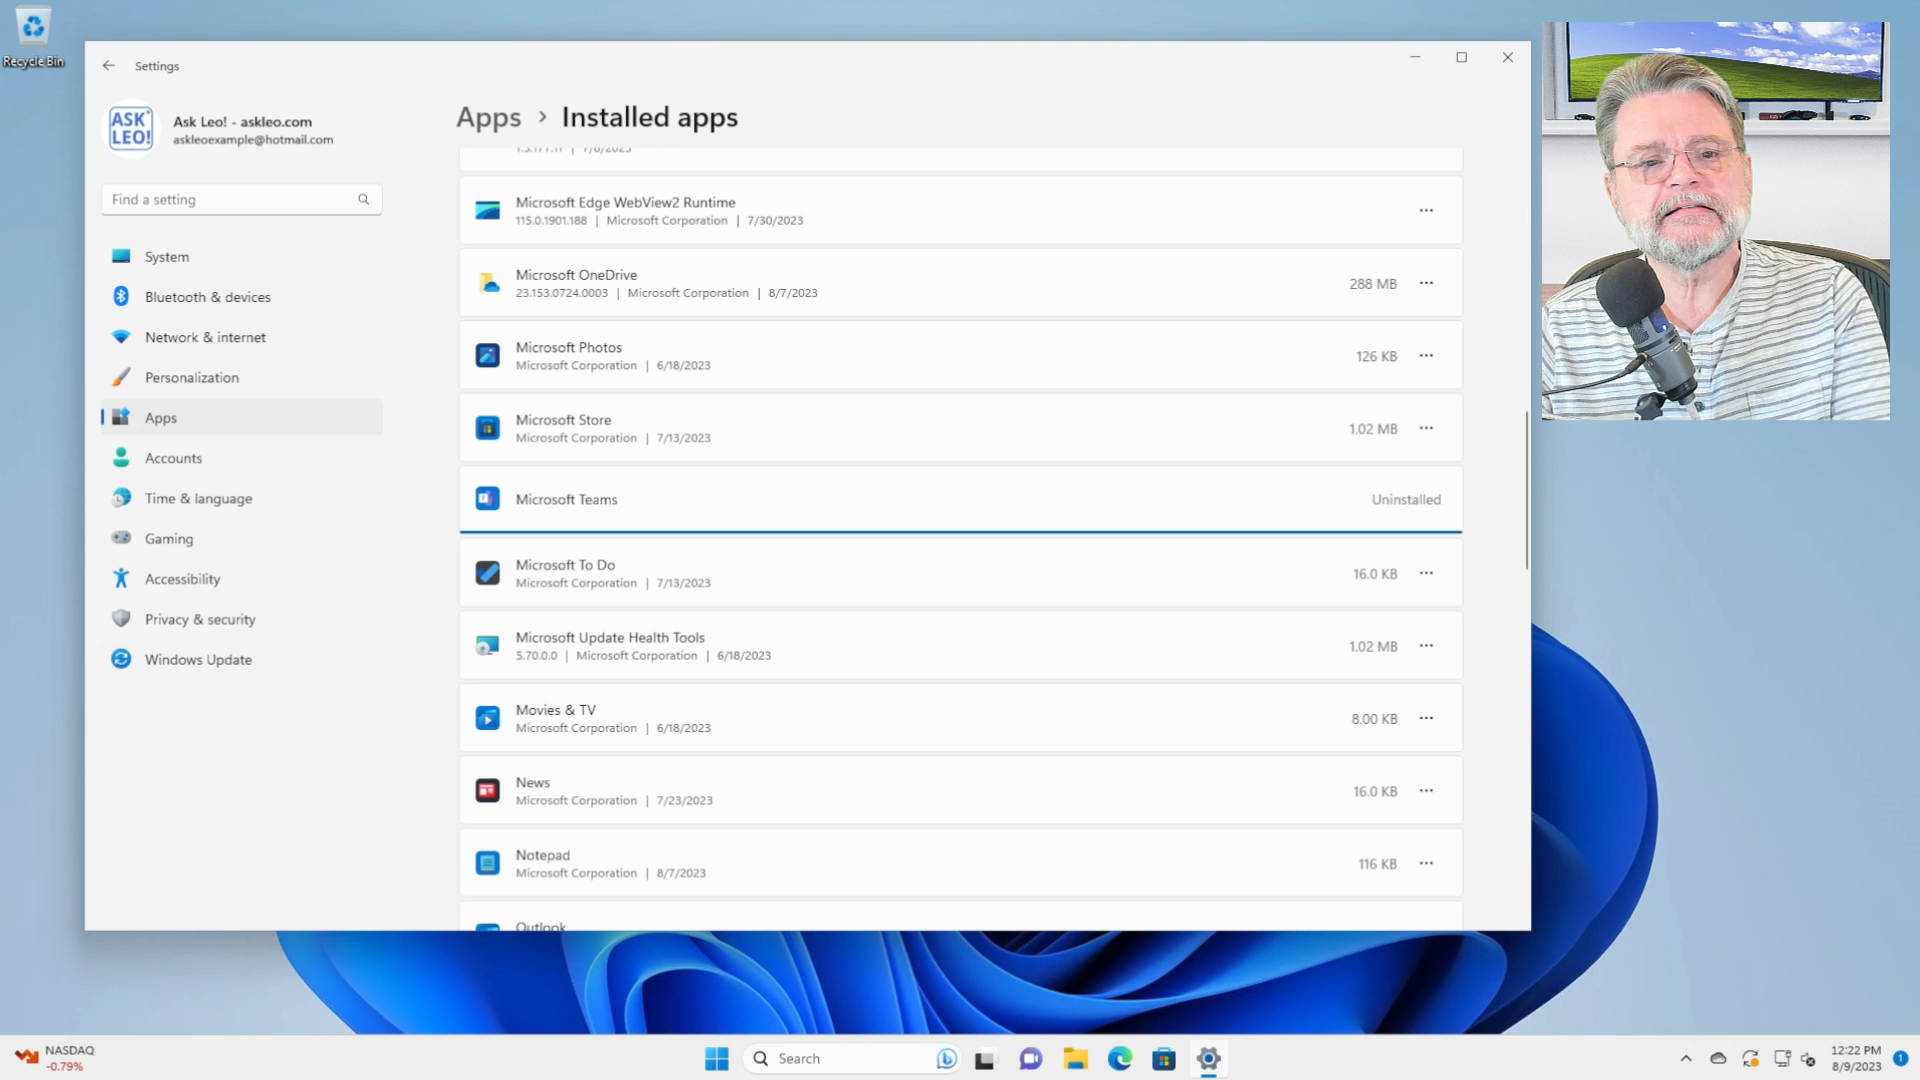 Recycle Bin
Settings
ASK LEO!
Ask Leo! - askleo.com
askleoexample@hotmail.com
Find a setting
System
Bluetooth & devices
Network & internet
Personalization
Apps
Accounts
Time & language
Gaming
Accessibility
Privacy & security
Windows Update
Apps > Installed apps
Microsoft Edge WebView2 Runtime
115.0.1901.188 | Microsoft Corporation | 7/30/2023
Microsoft OneDrive
23.153.0724.0003 | Microsoft Corporation | 8/7/2023
288 MB
Microsoft Photos
Microsoft Corporation | 6/18/2023
126 KB
Microsoft Store
Microsoft Corporation | 7/13/2023
1.02 MB
Microsoft Teams
Uninstalled
Microsoft To Do
Microsoft Corporation | 7/13/2023
16.0 KB
Microsoft Update Health Tools
5.70.0.0 | Microsoft Corporation | 6/18/2023
1.02 MB
Movies & TV
Microsoft Corporation | 6/18/2023
8.00 KB
News
Microsoft Corporation | 7/23/2023
16.0 KB
Notepad
Microsoft Corporation | 8/7/2023
116 KB
Outlook
NASDAQ
-0.79%
Search
12:22 PM
8/9/2023
1